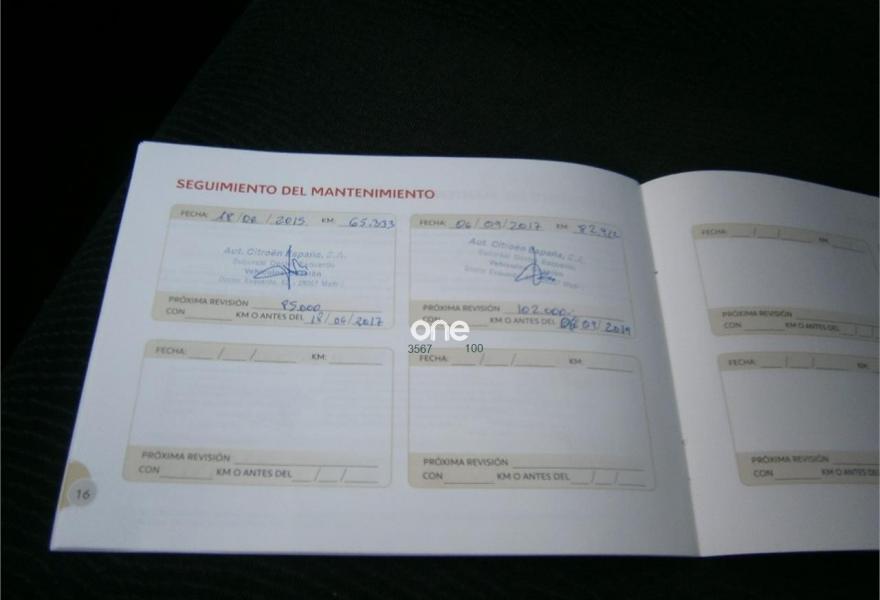 SEGUIMIENTO DEL MANTENIMIENTO
FECHA: 18/06/2015 KM: 65.333
Aut. Citroën España, S.A.
PRÓXIMA REVISIÓN 85.000
CON KM O ANTES DEL 18/06/2017
FECHA: 06/09/2017 KM: 82.912
Aut. Citroën España, S.A.
PRÓXIMA REVISIÓN 102.000
CON KM O ANTES DEL 06/09/2019
FECHA: / / KM:
PRÓXIMA REVISIÓN
CON KM O ANTES DEL / /
FECHA: / / KM:
PRÓXIMA REVISIÓN
CON KM O ANTES DEL / /
16
FECHA: / / KM:
PRÓXIMA REVISIÓN
CON KM O ANTES DEL / /
FECHA: / / KM:
PRÓXIMA REVISIÓN
CON KM O ANTES DEL
one
3567 100